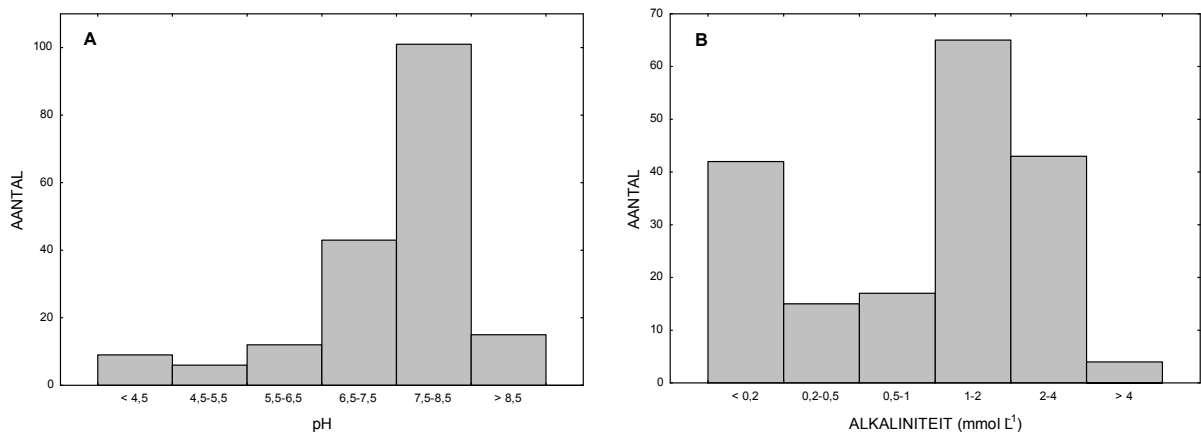 A
100
80
60
40
20
0
AANTAL
< 4,5 4,5-5,5 5,5-6,5 6,5-7,5 7,5-8,5 > 8,5
pH
B
70
60
50
40
30
20
10
0
AANTAL
< 0,2 0,2-0,5 0,5-1 1-2 2-4 > 4
ALKALINITEIT (mmol L⁻¹)